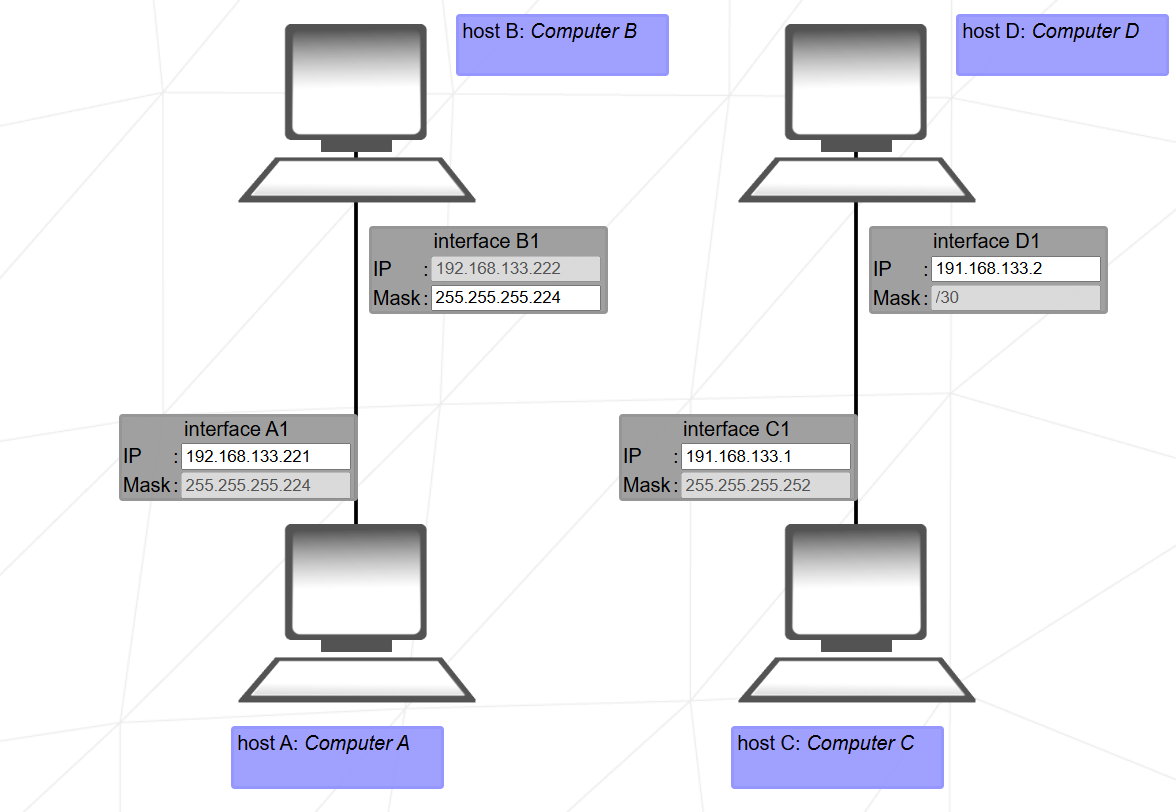 host B: Computer B
host D: Computer D
interface B1
IP : 192.168.133.222
Mask : 255.255.255.224
interface D1
IP : 191.168.133.2
Mask : /30
interface A1
IP : 192.168.133.221
Mask : 255.255.255.224
interface C1
IP : 191.168.133.1
Mask : 255.255.255.252
host A: Computer A
host C: Computer C